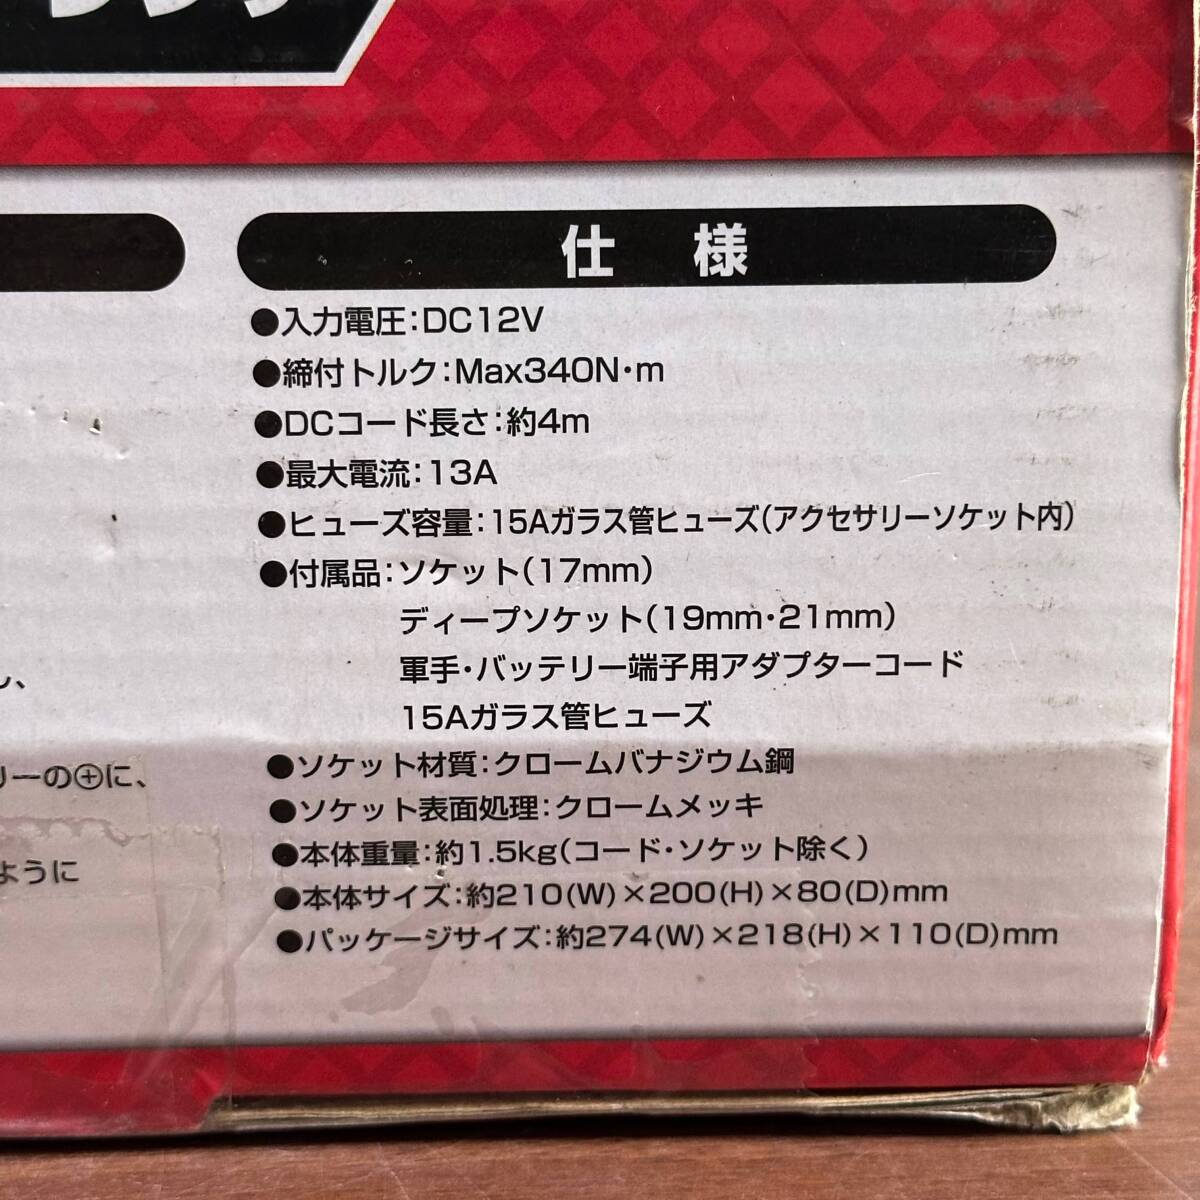 仕様
●入力電圧:DC12V
●締付トルク:Max340N・m
●DCコード長さ:約4m
●最大電流:13A
●ヒューズ容量:15Aガラス管ヒューズ(アクセサリーソケット内)
●付属品:ソケット(17mm)
ディープソケット(19mm・21mm)
軍手・バッテリー端子用アダプターコード
15Aガラス管ヒューズ
●ソケット材質:クロームバナジウム鋼
●ソケット表面処理:クロームメッキ
●本体重量:約1.5kg(コード・ソケット除く)
●本体サイズ:約210(W)×200(H)×80(D)mm
●パッケージサイズ:約274(W)×218(H)×110(D)mm
し、
リーの⊕に、
ように